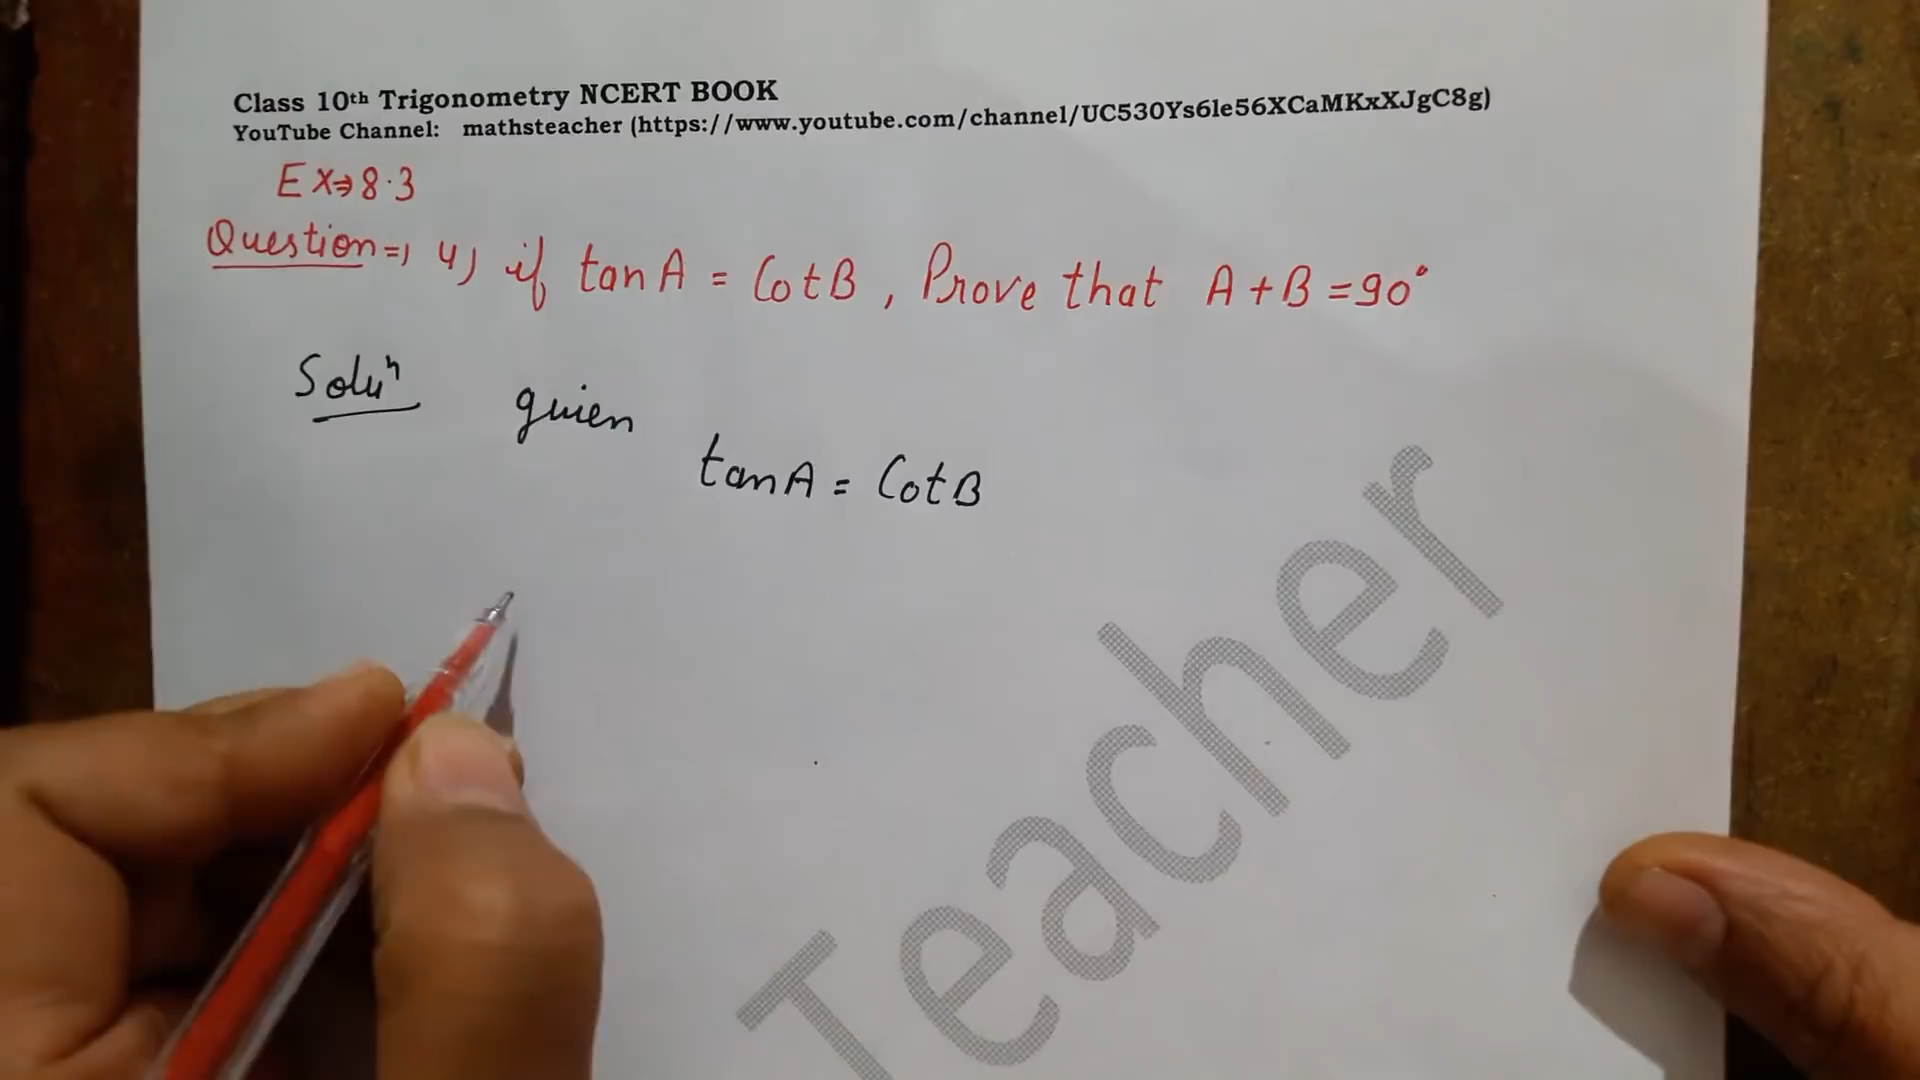 Class 10th Trigonometry NCERT BOOK
YouTube Channel: mathsteacher (https://www.youtube.com/channel/UC530Ys6le56XCaMKxXJgC8g)
EX⇒8.3
Question⇒ 4) if tanA = CotB, Prove that A+B=90°
Soluⁿ given
tanA = CotB
Teacher